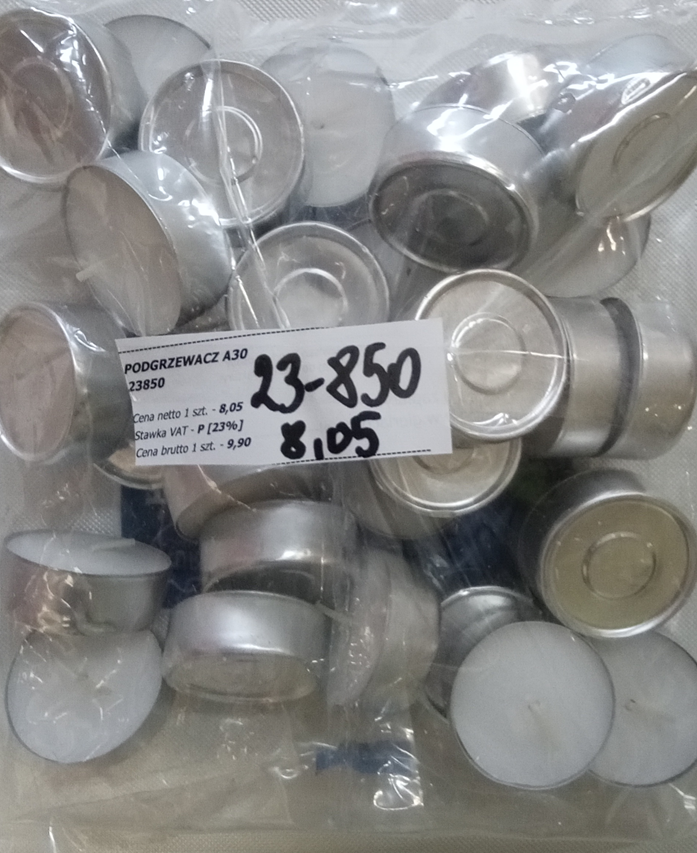 PODGRZEWACZ A30
23850
Cena netto 1 szt. - 8,05
Stawka VAT - P [23%]
Cena brutto 1 szt. - 9,90
23-850
8,05